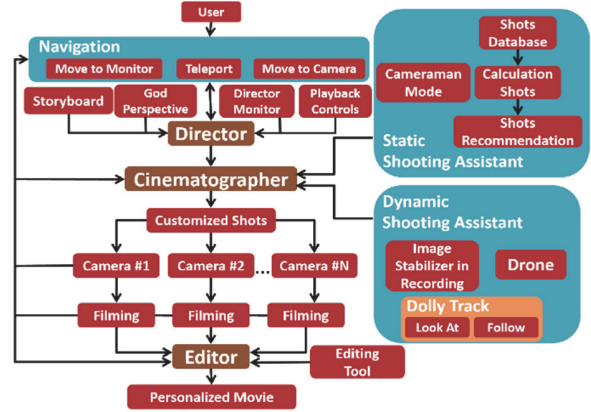 User
Navigation
Move to Monitor
Teleport
Move to Camera
Storyboard
God
Perspective
Director
Monitor
Playback
Controls
Director
Cinematographer
Customized Shots
Camera #1
Camera #2
...
Camera #N
Filming
Filming
Filming
Editor
Editing
Tool
Personalized Movie
Shots
Database
Cameraman
Mode
Calculation
Shots
Shots
Recommendation
Static
Shooting Assistant
Dynamic
Shooting Assistant
Image
Stabilizer in
Recording
Drone
Dolly Track
Look At
Follow